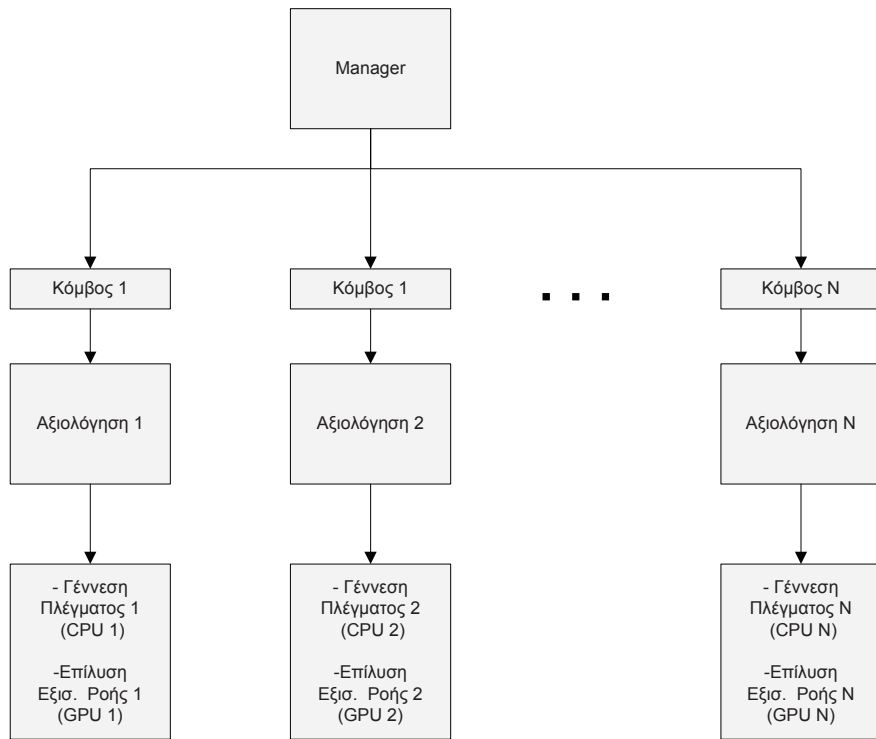 Manager
Κόμβος 1
Κόμβος 1
. . .
Κόμβος N
Αξιολόγηση 1
Αξιολόγηση 2
Αξιολόγηση N
- Γέννεση
Πλέγματος 1
(CPU 1)
-Επίλυση
Εξισ. Ροής 1
(GPU 1)
- Γέννεση
Πλέγματος 2
(CPU 2)
-Επίλυση
Εξισ. Ροής 2
(GPU 2)
- Γέννεση
Πλέγματος N
(CPU N)
-Επίλυση
Εξισ. Ροής N
(GPU N)